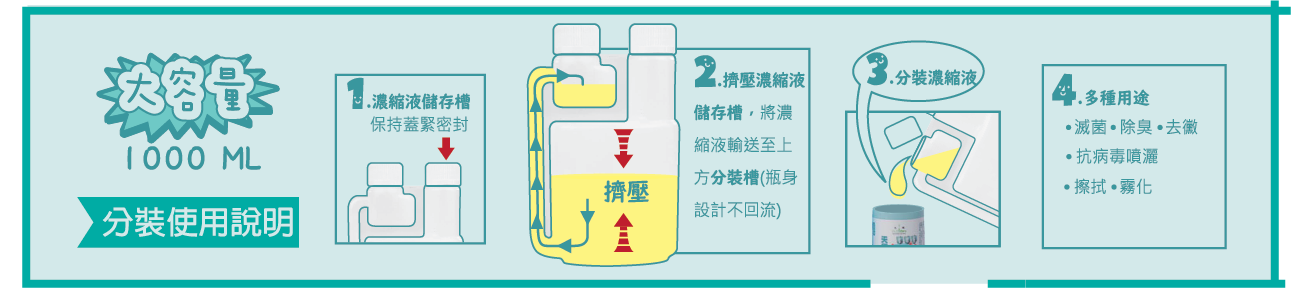 大容量
1000 ML
分裝使用說明
1.濃縮液儲存槽
保持蓋緊密封
擠壓
2.擠壓濃縮液
儲存槽，將濃
縮液輸送至上
方分裝槽(瓶身
設計不回流)
3.分裝濃縮液
4.多種用途
•滅菌•除臭•去黴
•抗病毒噴灑
•擦拭•霧化